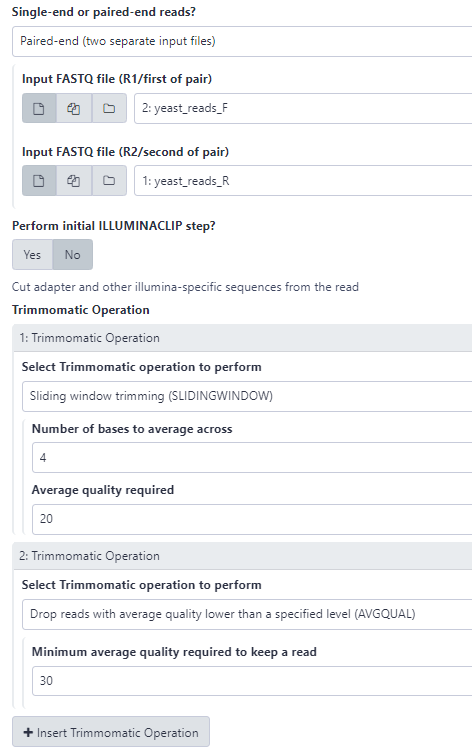 Single-end or paired-end reads?
Paired-end (two separate input files)
Input FASTQ file (R1/first of pair)
2: yeast_reads_F
Input FASTQ file (R2/second of pair)
1: yeast_reads_R
Perform initial ILLUMINACLIP step?
Yes No
Cut adapter and other illumina-specific sequences from the read
Trimmomatic Operation
1: Trimmomatic Operation
Select Trimmomatic operation to perform
Sliding window trimming (SLIDINGWINDOW)
Number of bases to average across
4
Average quality required
20
2: Trimmomatic Operation
Select Trimmomatic operation to perform
Drop reads with average quality lower than a specified level (AVGQUAL)
Minimum average quality required to keep a read
30
+ Insert Trimmomatic Operation